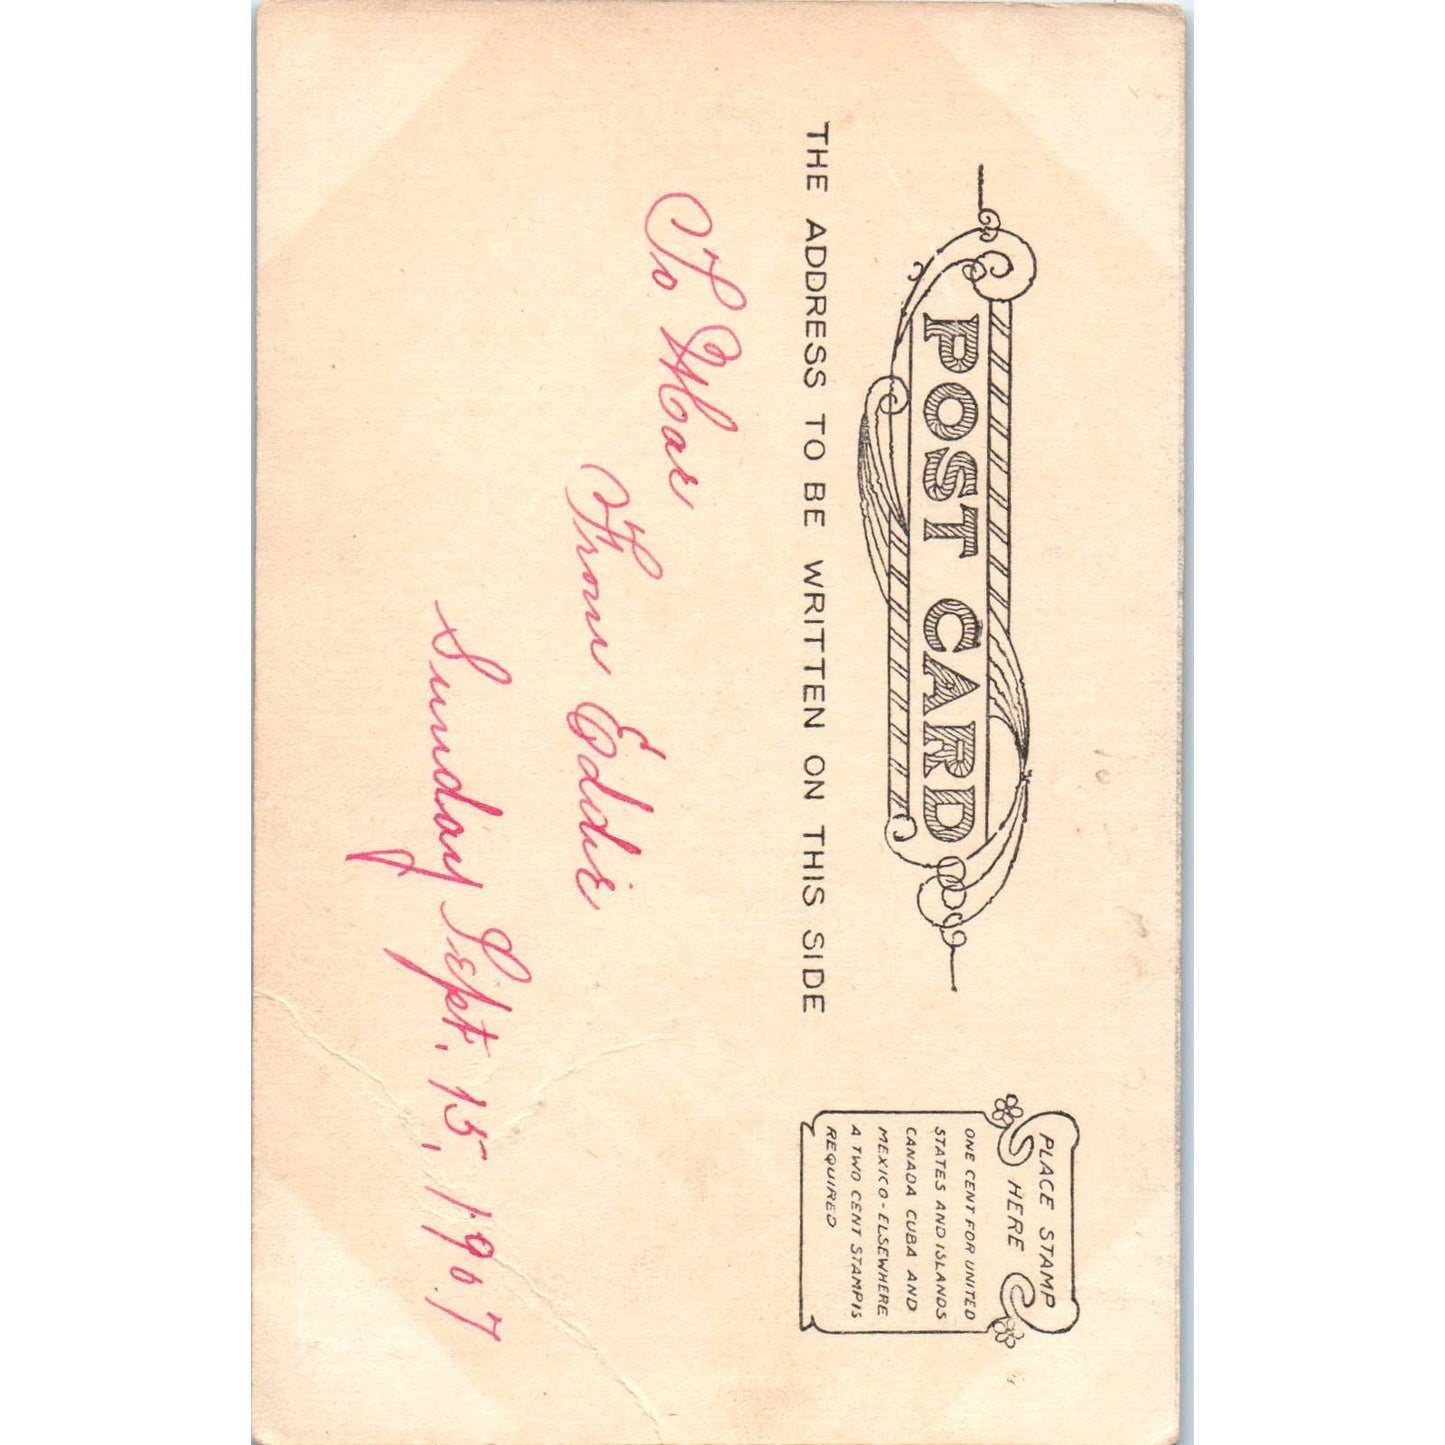 POST CARD
THE ADDRESS TO BE WRITTEN ON THIS SIDE
PLACE STAMP
HERE
ONE CENT FOR UNITED
STATES AND ISLANDS
CANADA CUBA AND
MEXICO-ELSEWHERE
A TWO CENT STAMP IS
REQUIRED
To Mae
From Eddie
Sunday Sept. 15, 1907